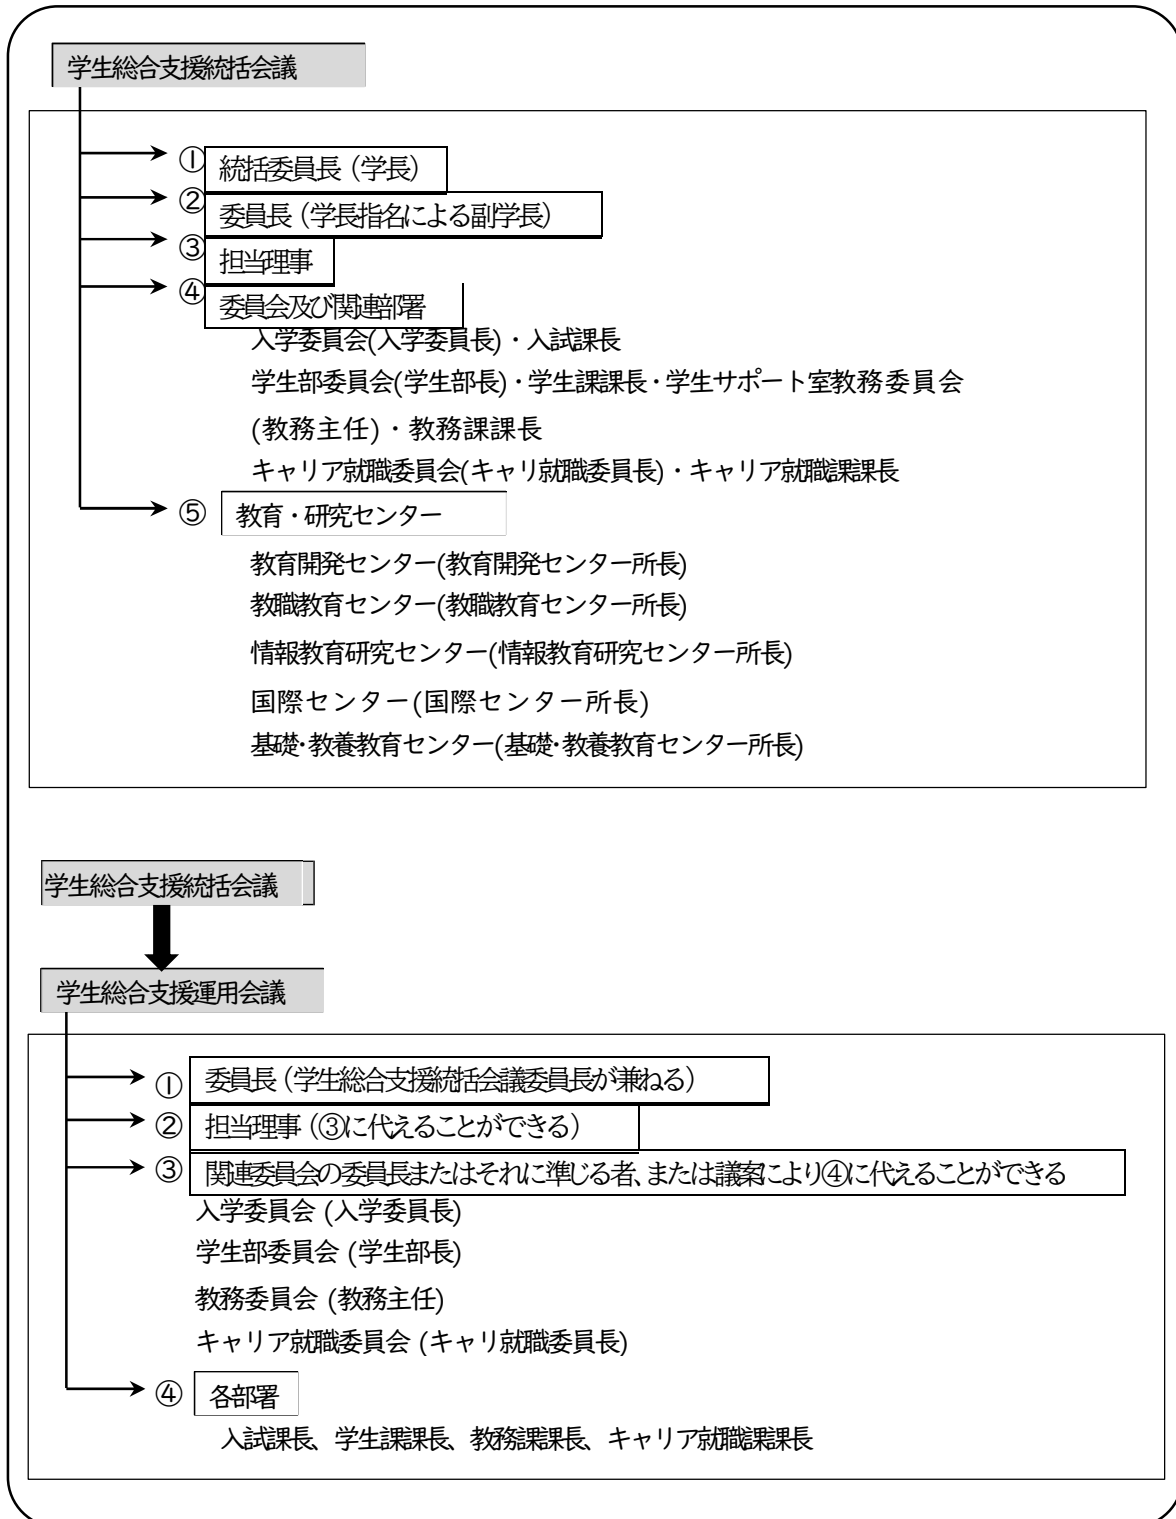 学生総合支援統括会議
① 統括委員長（学長）
② 委員長（学長指名による副学長）
③ 担当理事
④ 委員会及び関連部署
入学委員会(入学委員長)・入試課長
学生部委員会(学生部長)・学生課課長・学生サポート室教務委員会
(教務主任)・教務課課長
キャリア就職委員会(キャリ就職委員長)・キャリア就職課課長
⑤ 教育・研究センター
教育開発センター(教育開発センター所長)
教職教育センター(教職教育センター所長)
情報教育研究センター(情報教育研究センター所長)
国際センター(国際センター所長)
基礎・教養教育センター(基礎・教養教育センター所長)
学生総合支援統括会議
学生総合支援運用会議
① 委員長（学生総合支援統括会議委員長が兼ねる）
② 担当理事（③に代えることができる）
③ 関連委員会の委員長またはそれに準じる者、または議案により④に代えることができる
入学委員会 (入学委員長)
学生部委員会 (学生部長)
教務委員会 (教務主任)
キャリア就職委員会 (キャリ就職委員長)
④ 各部署
入試課長、学生課課長、教務課課長、キャリア就職課課長